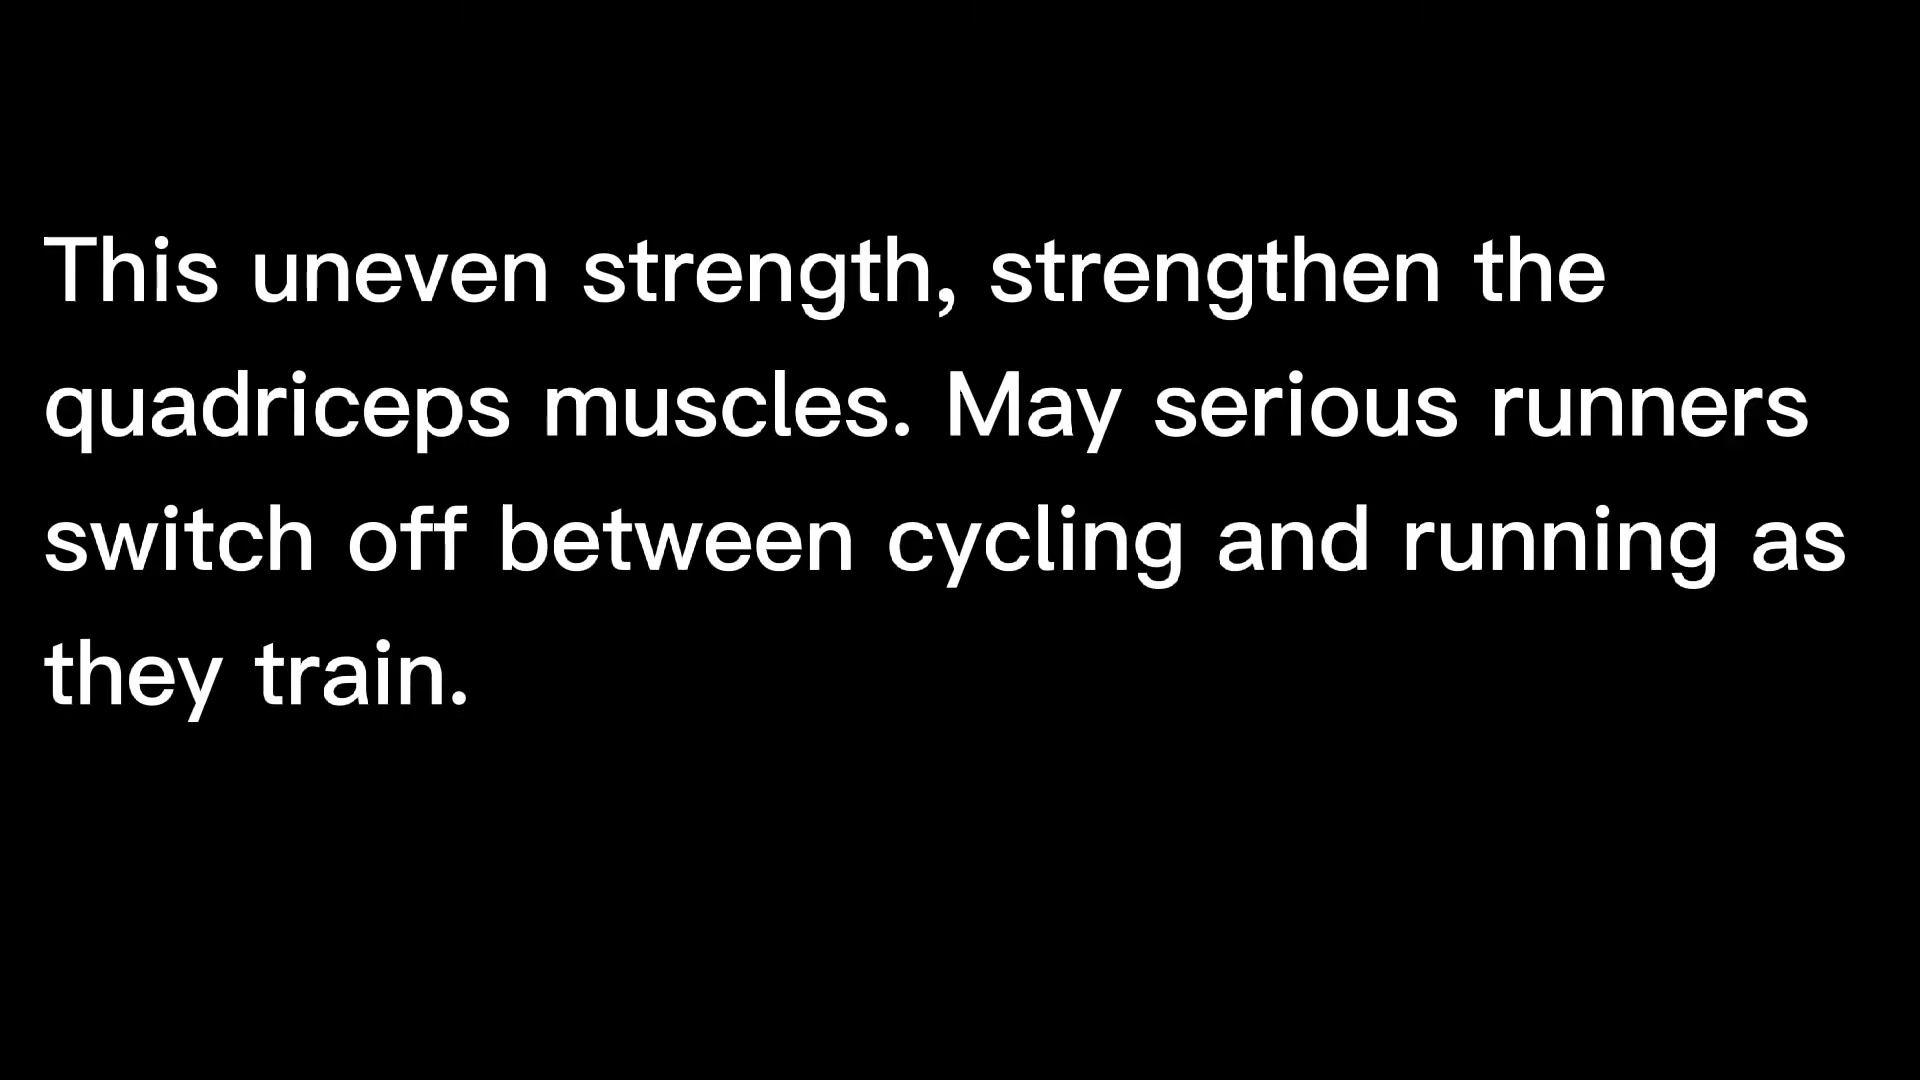 This uneven strength, strengthen the
quadriceps muscles. May serious runners
switch off between cycling and running as
they train.